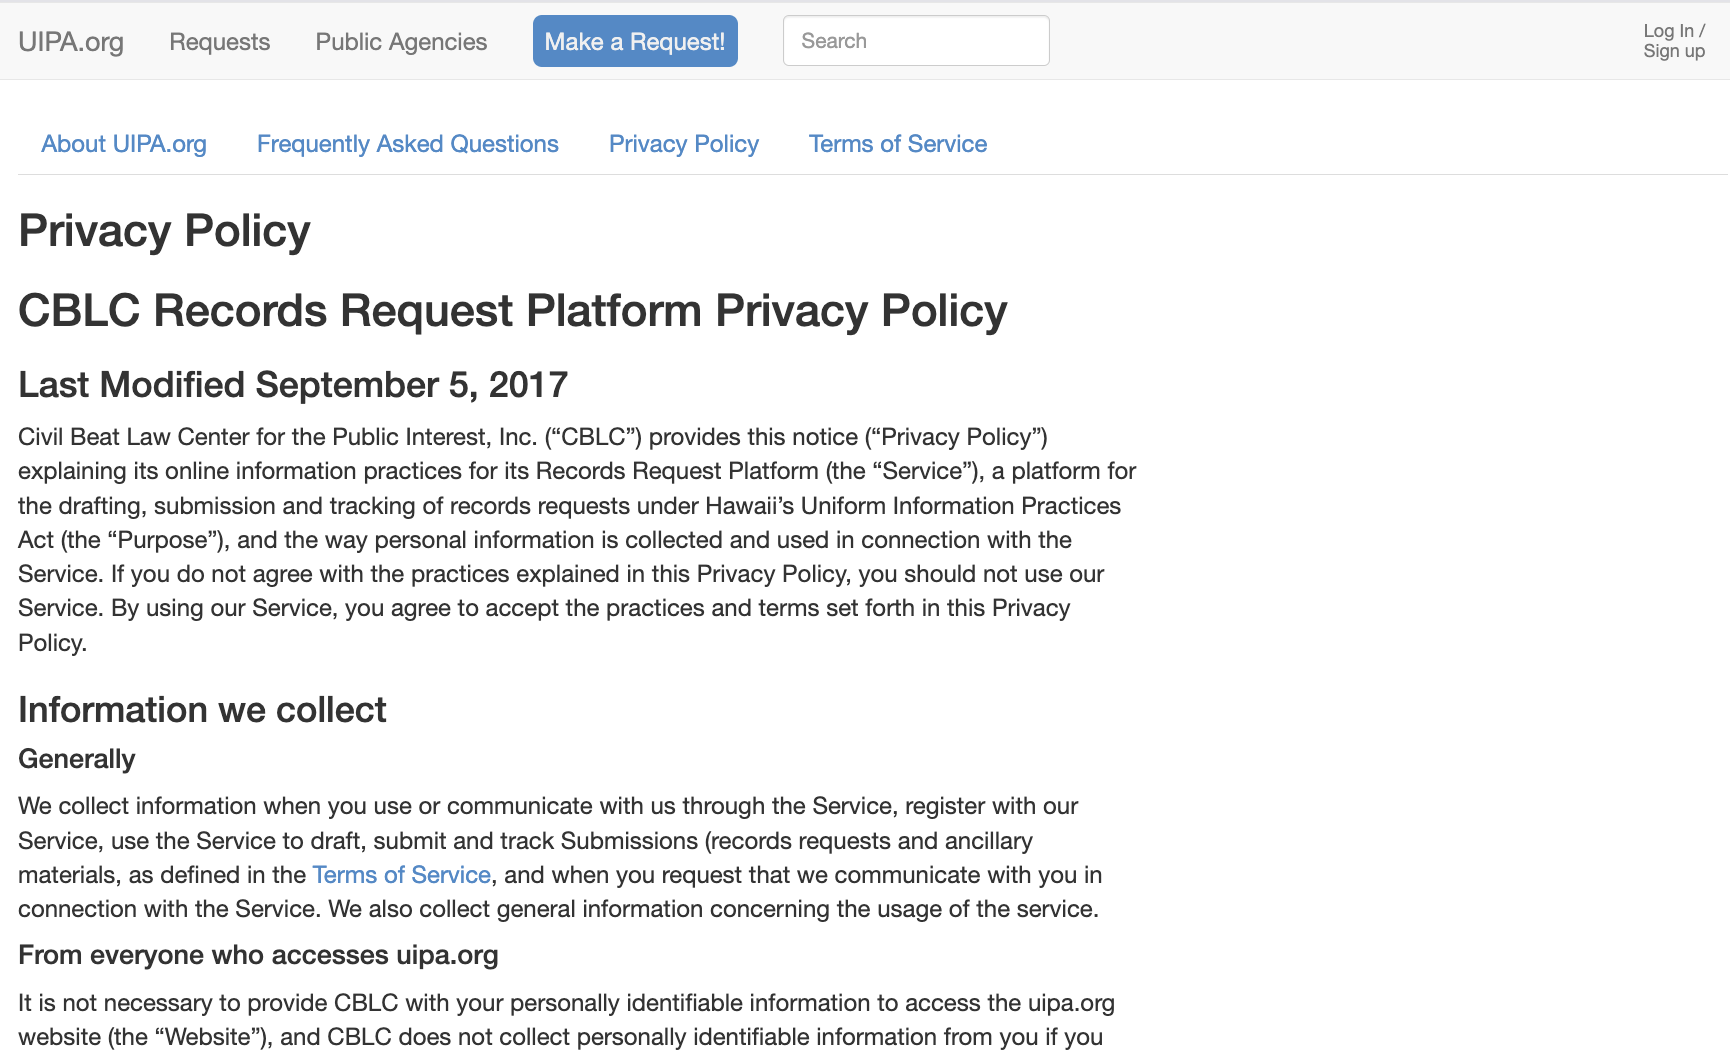 UIPA.org Requests Public Agencies Make a Request! Search Log In /
Sign up
About UIPA.org Frequently Asked Questions Privacy Policy Terms of Service
Privacy Policy
CBLC Records Request Platform Privacy Policy
Last Modified September 5, 2017
Civil Beat Law Center for the Public Interest, Inc. (“CBLC”) provides this notice (“Privacy Policy”)
explaining its online information practices for its Records Request Platform (the “Service”), a platform for
the drafting, submission and tracking of records requests under Hawaii’s Uniform Information Practices
Act (the “Purpose”), and the way personal information is collected and used in connection with the
Service. If you do not agree with the practices explained in this Privacy Policy, you should not use our
Service. By using our Service, you agree to accept the practices and terms set forth in this Privacy
Policy.
Information we collect
Generally
We collect information when you use or communicate with us through the Service, register with our
Service, use the Service to draft, submit and track Submissions (records requests and ancillary
materials, as defined in the Terms of Service, and when you request that we communicate with you in
connection with the Service. We also collect general information concerning the usage of the service.
From everyone who accesses uipa.org
It is not necessary to provide CBLC with your personally identifiable information to access the uipa.org
website (the “Website”), and CBLC does not collect personally identifiable information from you if you